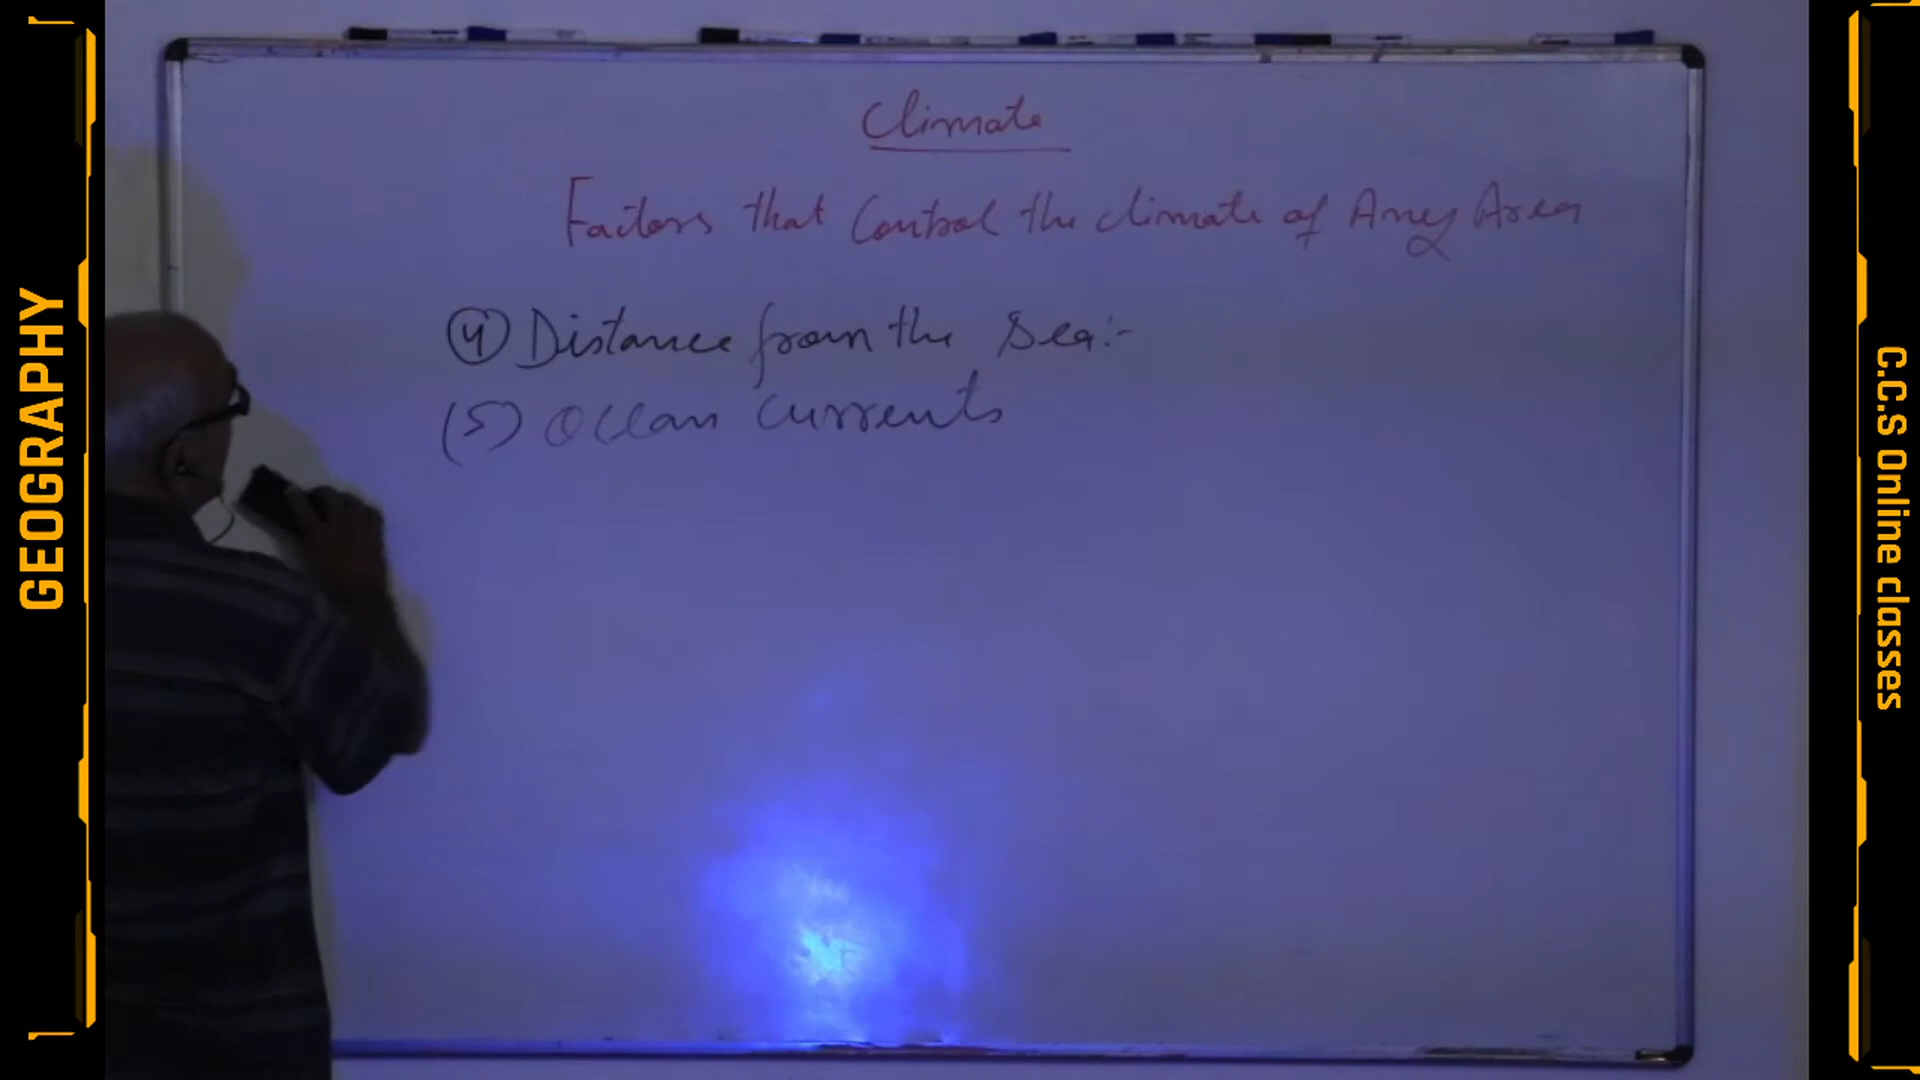 Climate
Factors that Control the climate of Any Area
(4) Distance from the Sea:-
(5) Ocean Currents
GEOGRAPHY
C.C.S Online classes